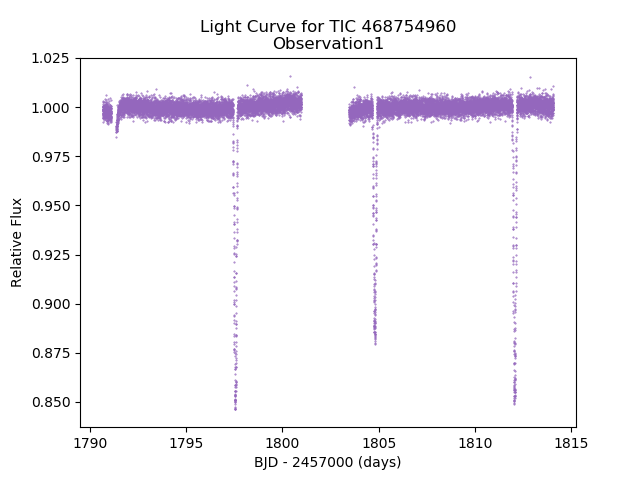 Light Curve for TIC 468754960
Observation1
1.025
1.000
0.975
0.950
0.925
0.900
0.875
0.850
Relative Flux
1790 1795 1800 1805 1810 1815
BJD - 2457000 (days)